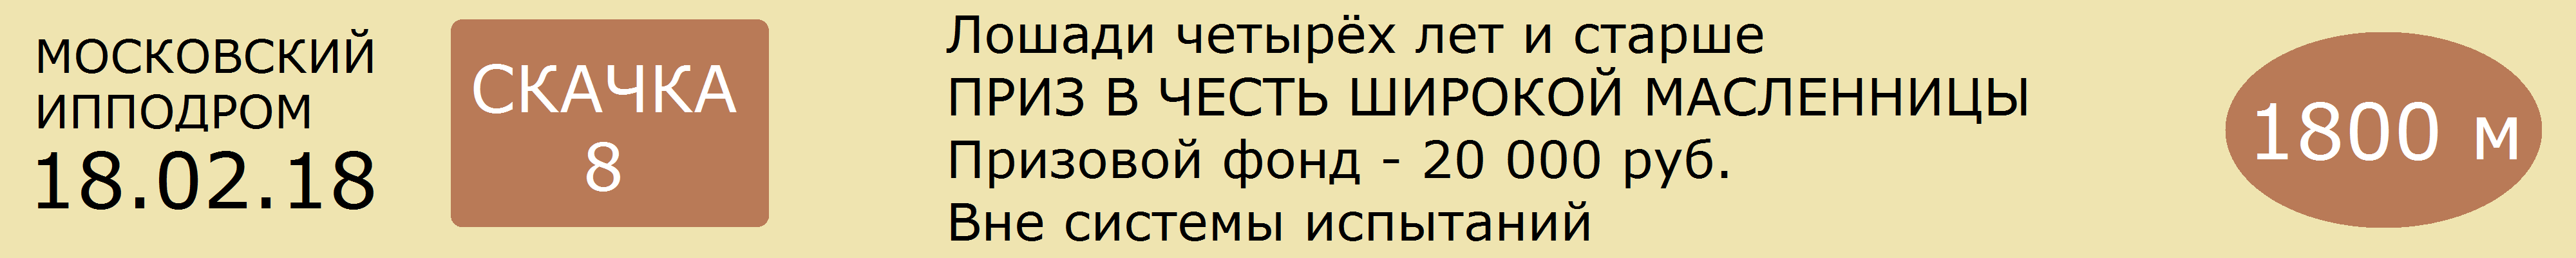 МОСКОВСКИЙ
ИППОДРОМ
18.02.18
СКАЧКА
8
Лошади четырёх лет и старше
ПРИЗ В ЧЕСТЬ ШИРОКОЙ МАСЛЕННИЦЫ
Призовой фонд - 20 000 руб.
Вне системы испытаний
1800 м